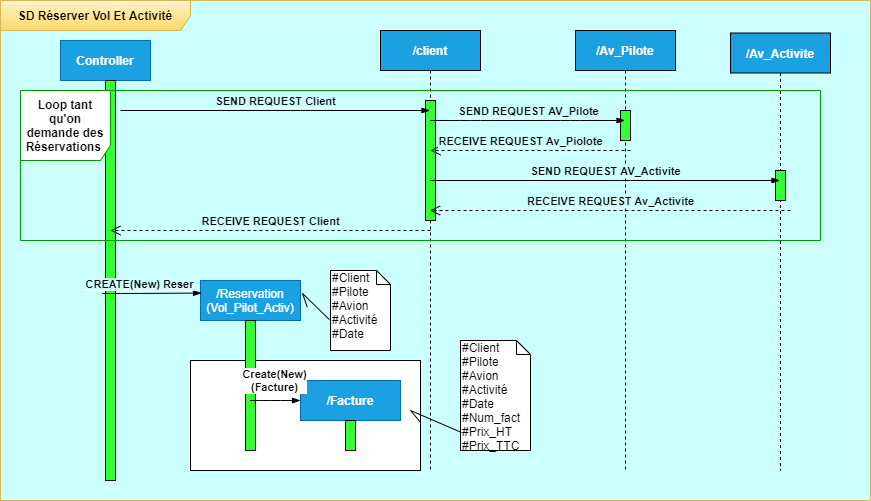 SD Réserver Vol Et Activité
Controller
/client
/Av_Pilote
/Av_Activite
Loop tant
qu'on
demande des
Réservations
SEND REQUEST Client
SEND REQUEST AV_Pilote
RECEIVE REQUEST Av_Piolote
SEND REQUEST AV_Activite
RECEIVE REQUEST Av_Activite
RECEIVE REQUEST Client
CREATE(New) Reser
/Reservation
(Vol_Pilot_Activ)
#Client
#Pilote
#Avion
#Activité
#Date
Create(New)
(Facture)
/Facture
#Client
#Pilote
#Avion
#Activité
#Date
#Num_fact
#Prix_HT
#Prix_TTC